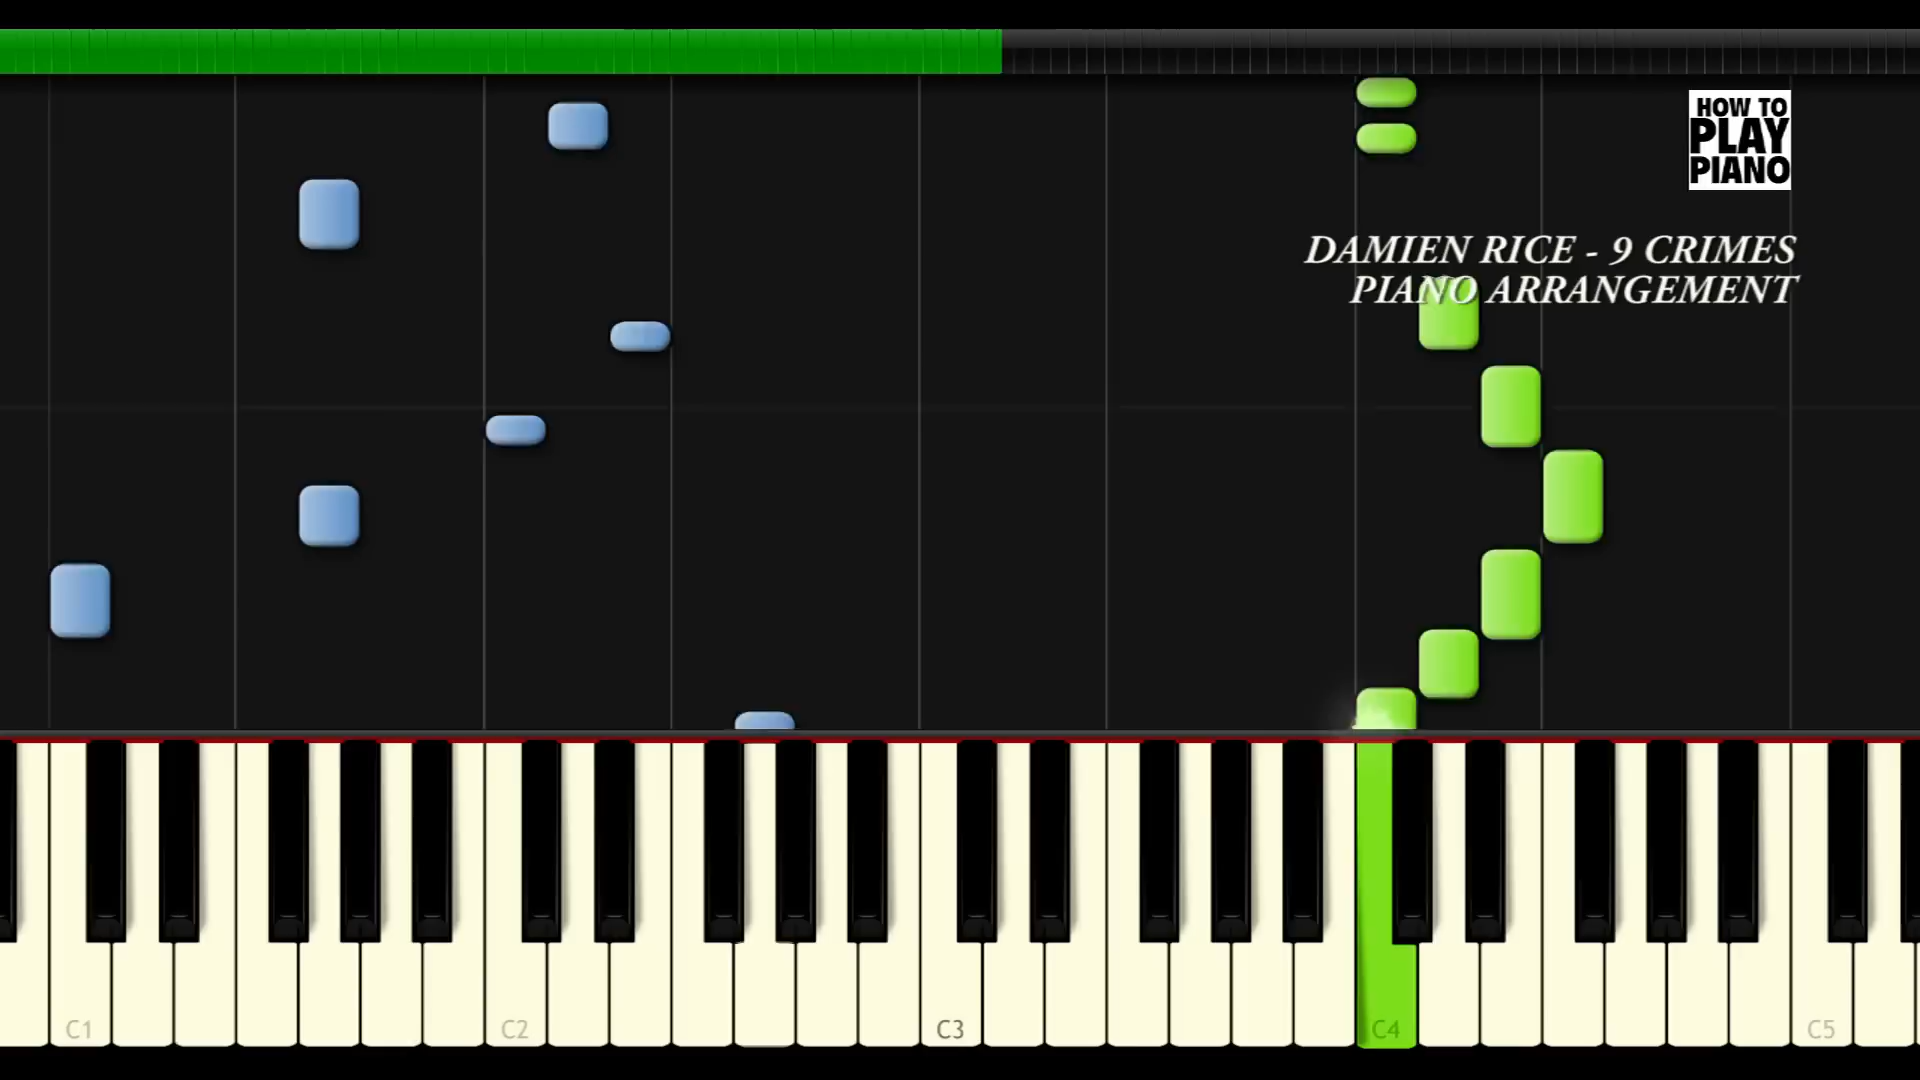 HOW TO
PLAY
PIANO
DAMIEN RICE - 9 CRIMES
PIANO ARRANGEMENT
C1
C2
C3
C4
C5